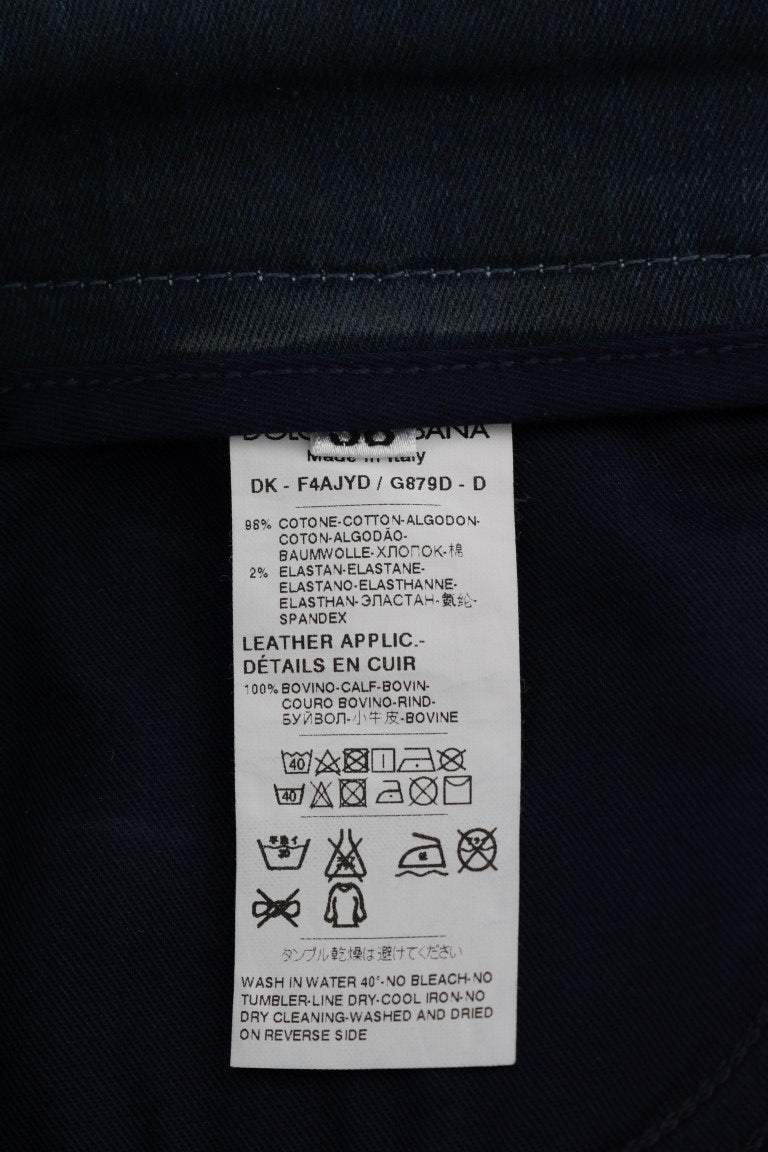 38
Made in Italy
DK - F4AJYD / G879D - D
98% COTONE-COTTON-ALGODON-
COTON-ALGODÃO-
BAUMWOLLE-ХЛОПОК-棉
2% ELASTAN-ELASTANE-
ELASTANO-ELASTHANNE-
ELASTHAN-ЭЛАСТАН-氨纶-
SPANDEX
LEATHER APPLIC.-
DÉTAILS EN CUIR
100% BOVINO-CALF-BOVIN-
COURO BOVINO-RIND-
БУЙВОЛ-小牛皮-BOVINE
40
40
30
タンブル乾燥は避けてください
WASH IN WATER 40°-NO BLEACH-NO
TUMBLER-LINE DRY-COOL IRON-NO
DRY CLEANING-WASHED AND DRIED
ON REVERSE SIDE